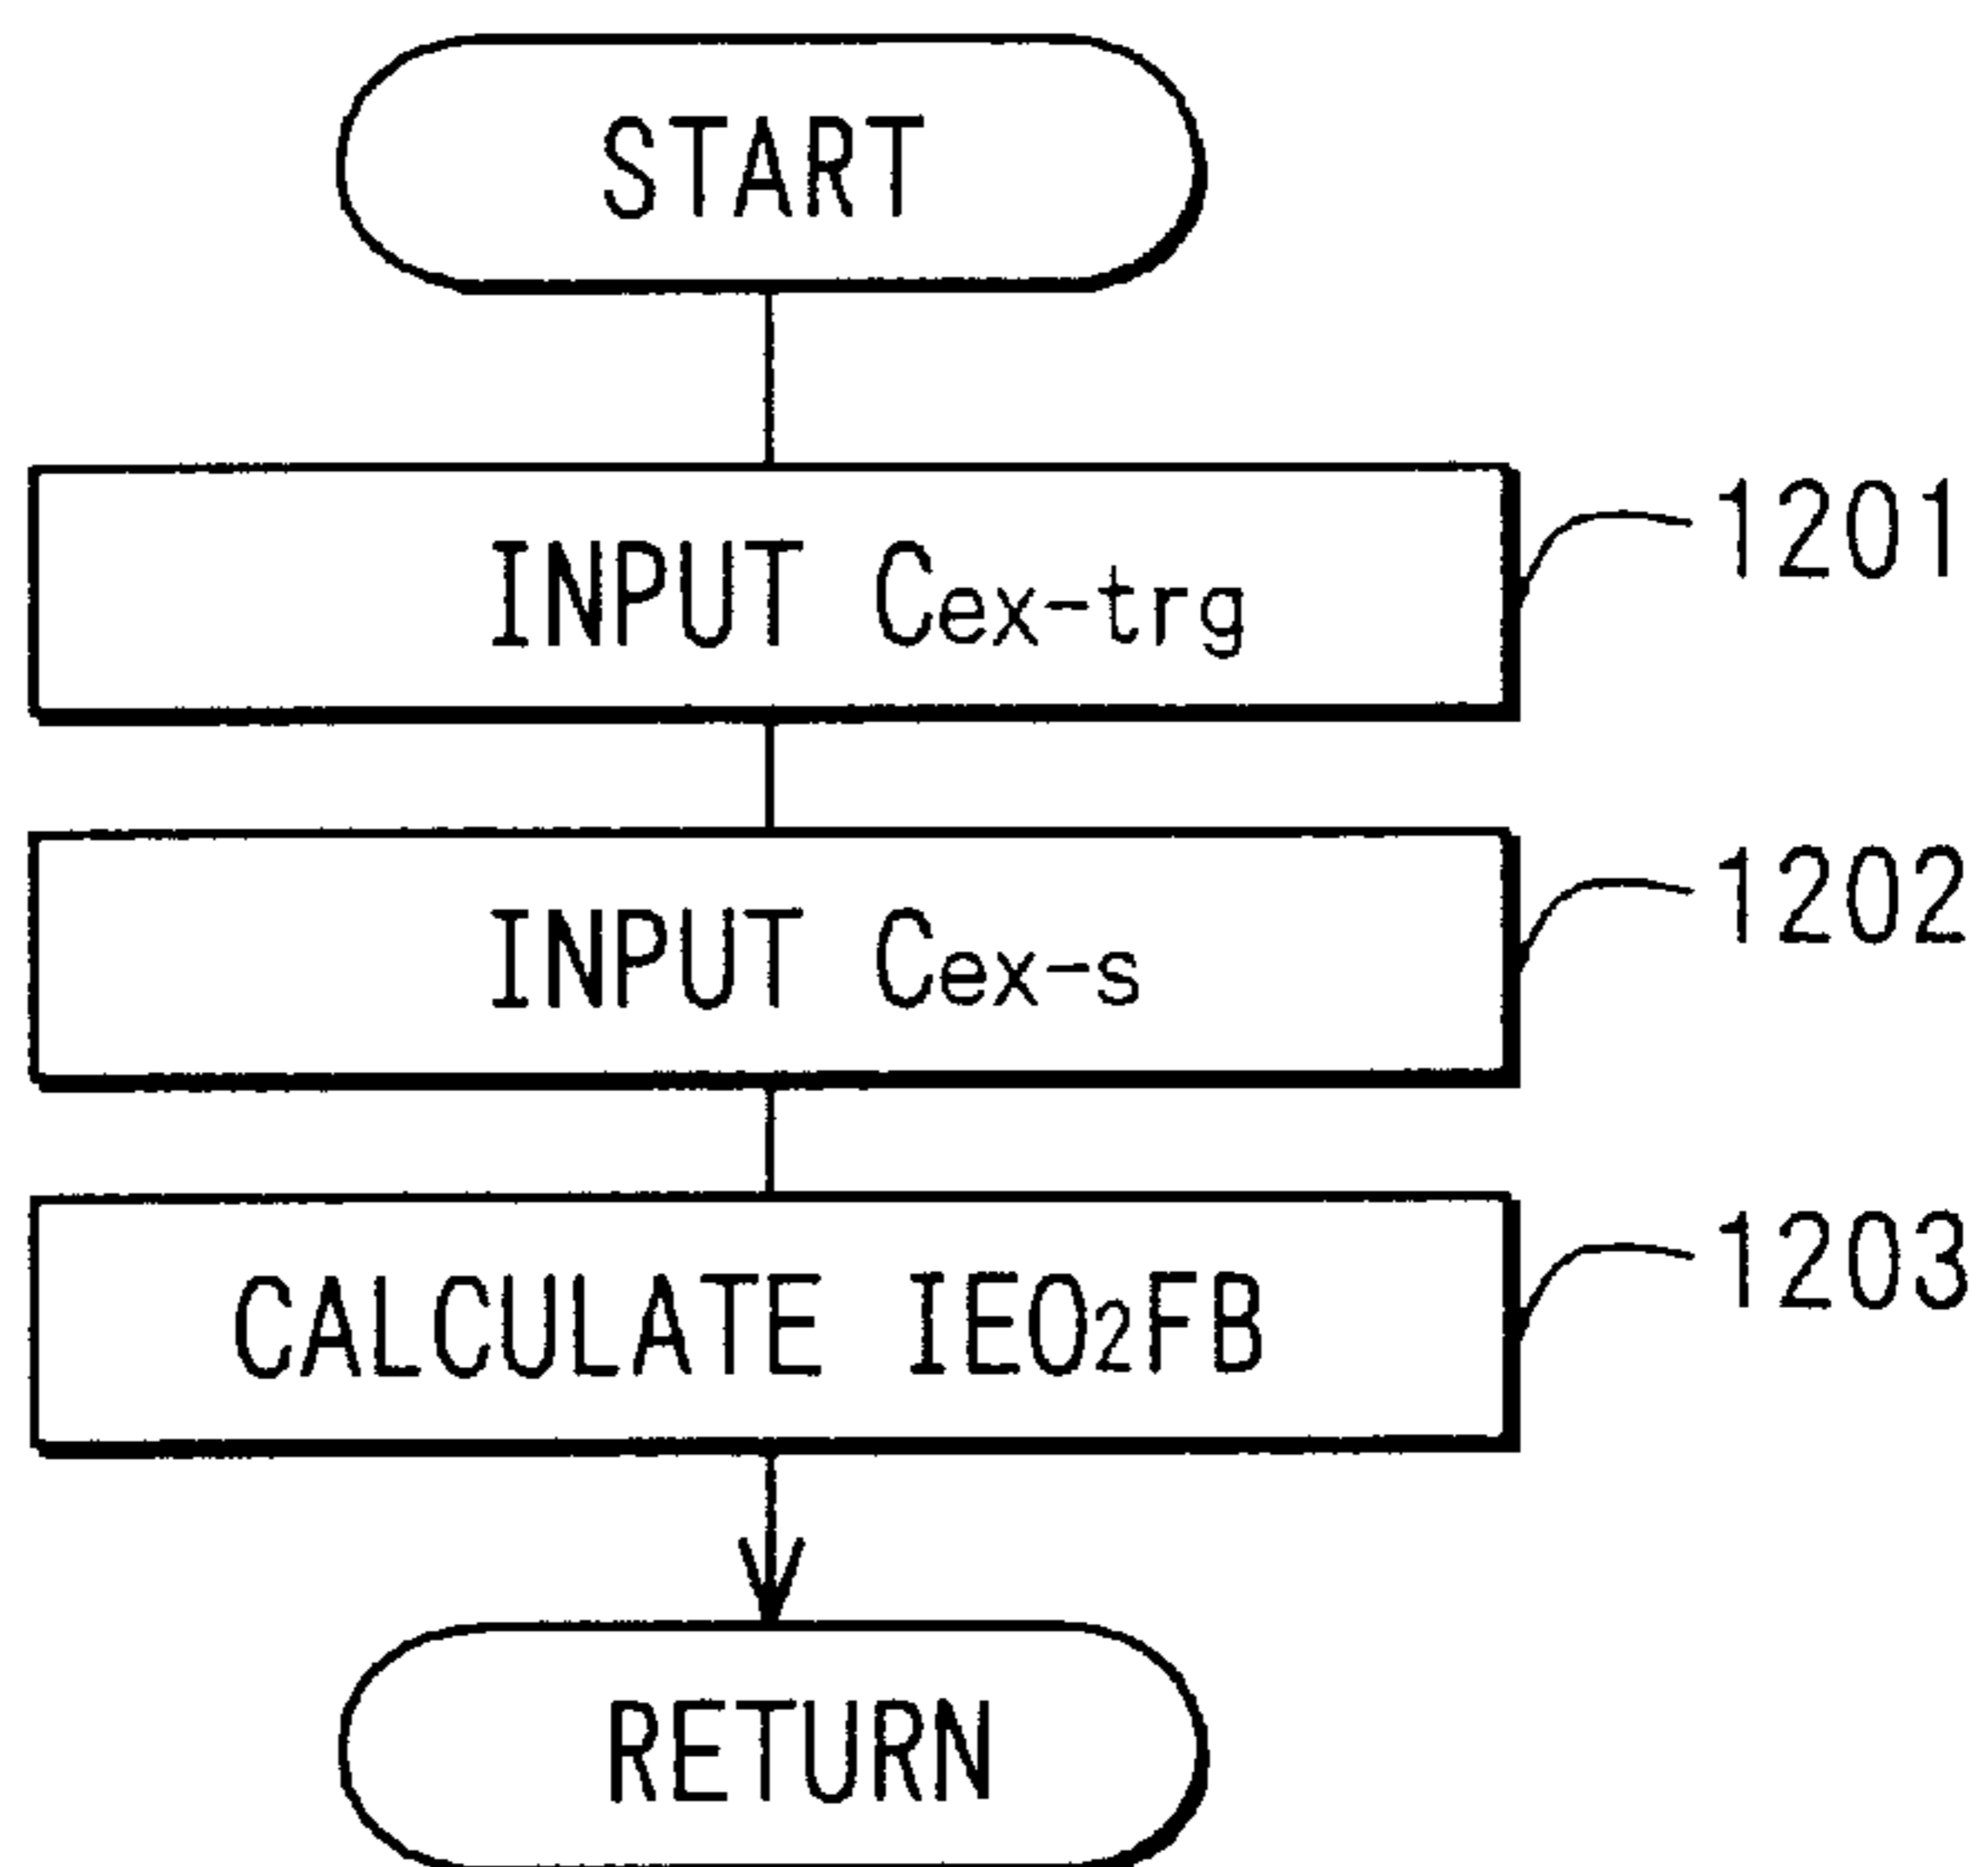 START
INPUT Cex-trg
1201
INPUT Cex-s
1202
CALCULATE IEO₂FB
1203
RETURN